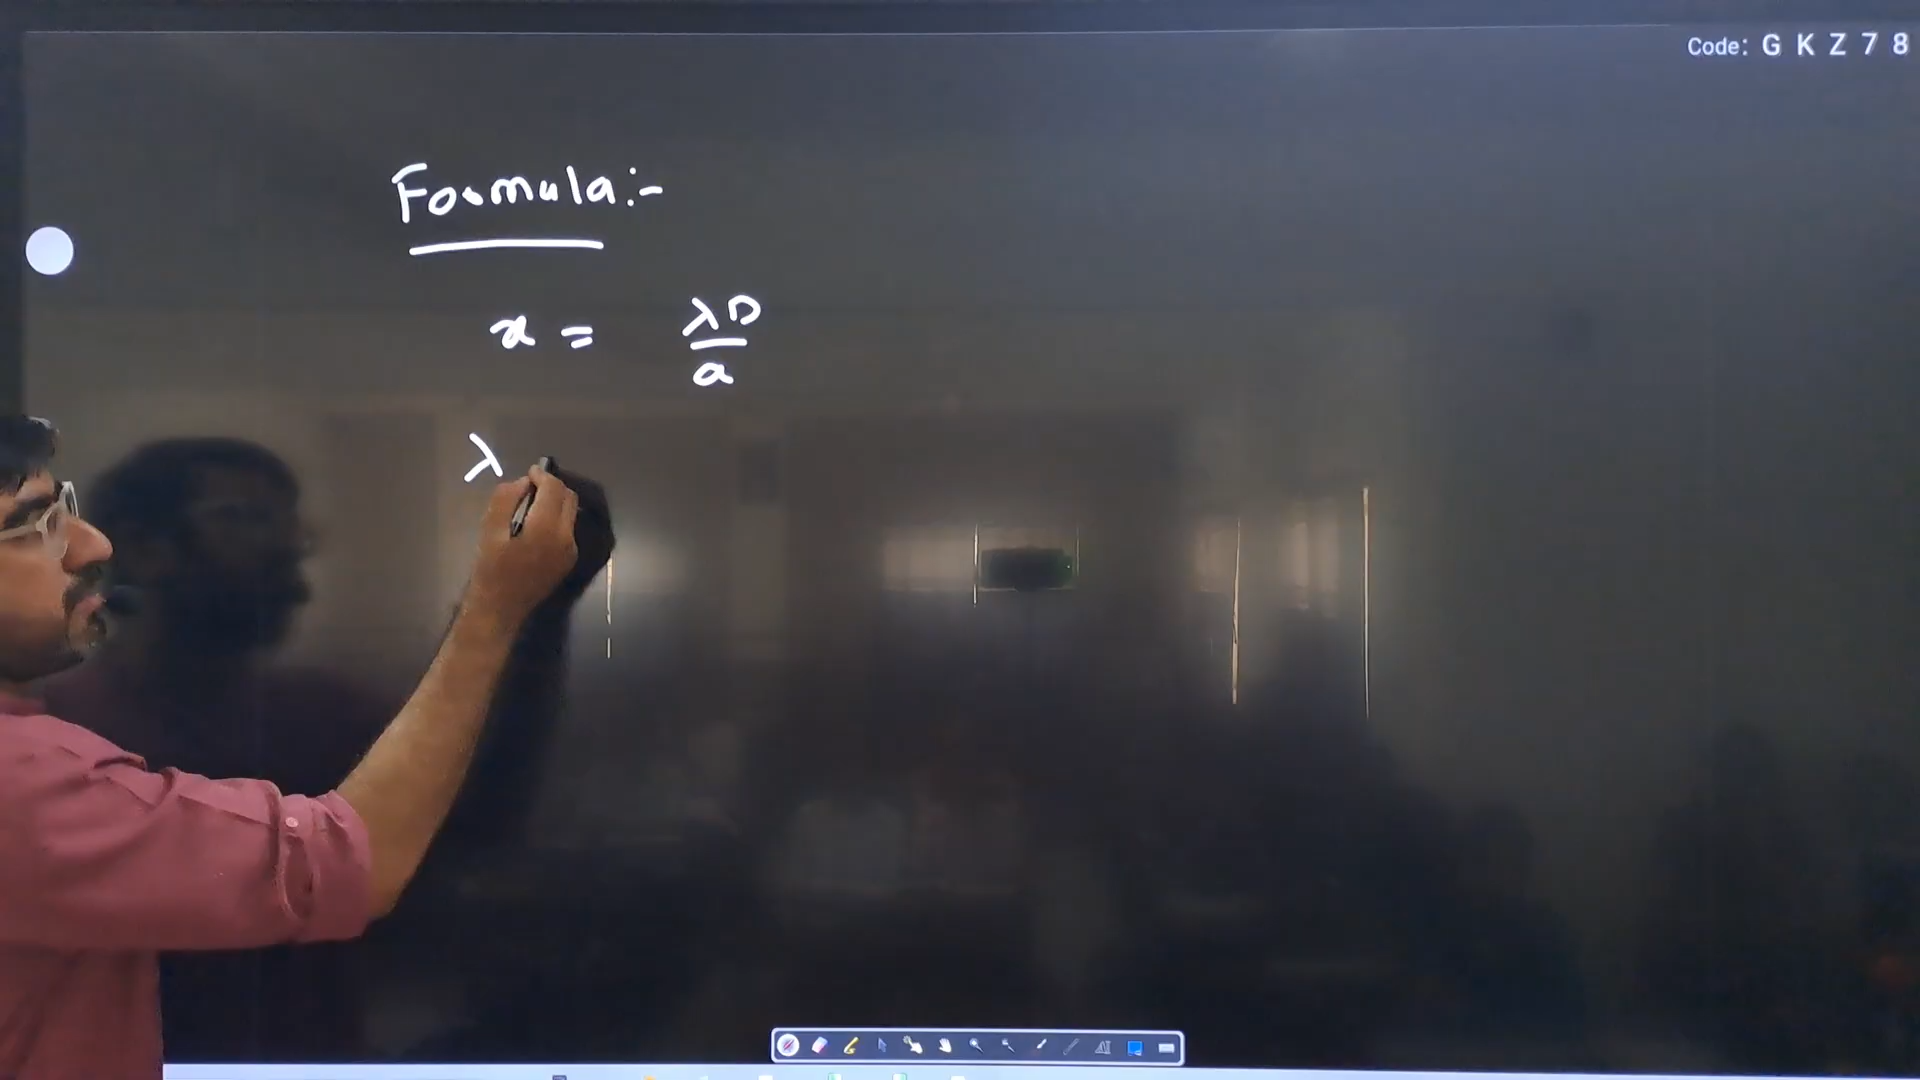 Code: G K Z 7 8
Formula:-
x = λD/a
λ